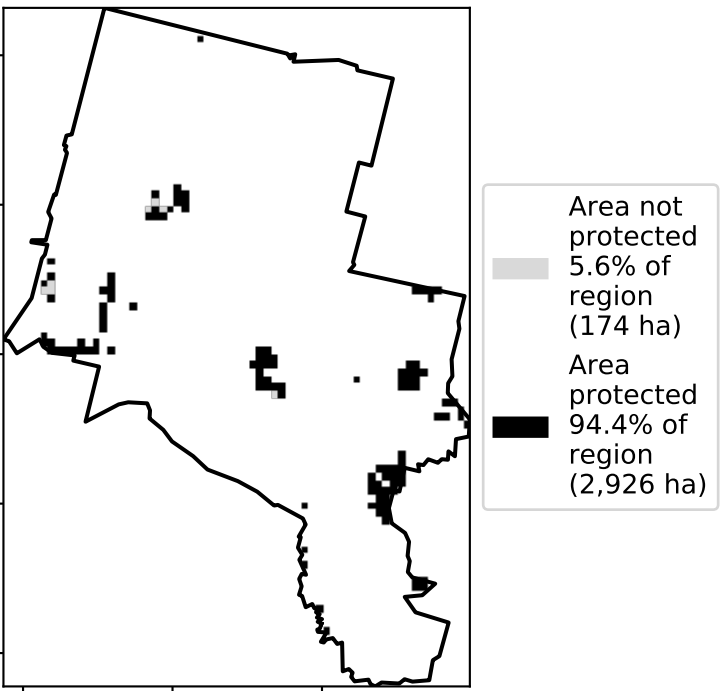 Area not
protected
5.6% of
region
(174 ha)
Area
protected
94.4% of
region
(2,926 ha)